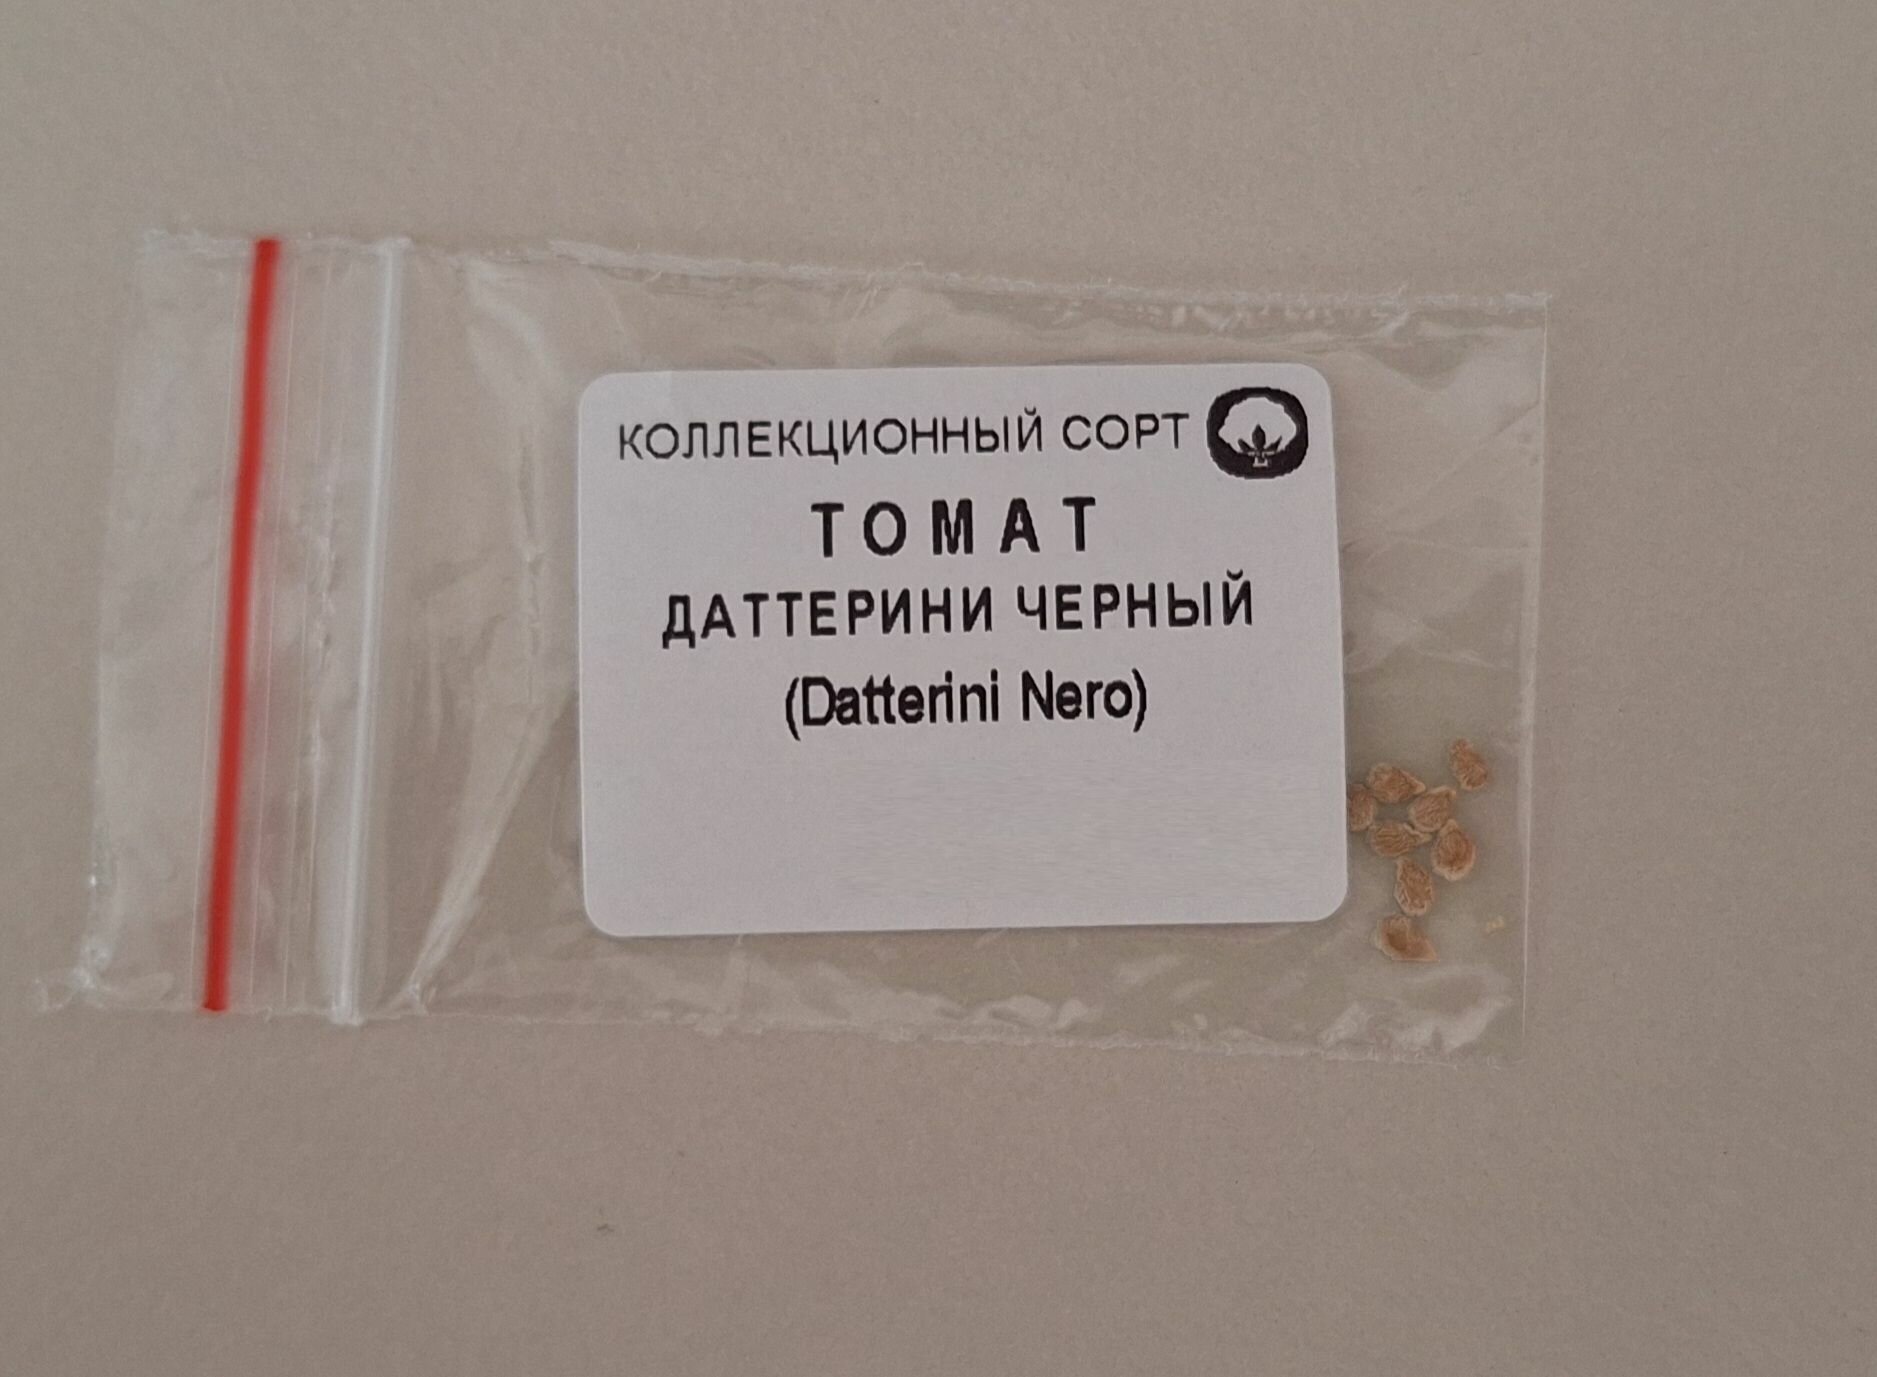 КОЛЛЕКЦИОННЫЙ СОРТ
ТОМАТ
ДАТТЕРИНИ ЧЕРНЫЙ
(Datterini Nero)